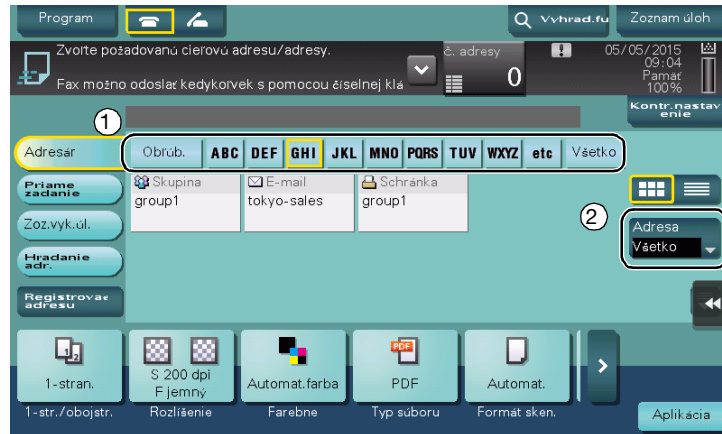 Program
Vyhrad.fu
Zoznam úloh
Zvoľte požadovanú cieľovú adresu/adresy.
Fax možno odoslať kedykoľvek s pomocou číselnej klá
č. adresy
0
05/05/2015
09:04
Pamäť
100%
Kontr.nastav
enie
1
Adresár
Obľúb.
ABC
DEF
GHI
JKL
MNO
PQRS
TUV
WXYZ
etc
Všetko
Priame
zadanie
Zoz.vyk.úl.
Hľadanie
adr.
Registrovať
adresu
Skupina
group1
E-mail
tokyo-sales
Schránka
group1
2
Adresa
Všetko
1-stran.
1-str./obojstr.
S 200 dpi
F jemný
Rozlíšenie
Automat.farba
Farebne
PDF
PDF
Typ súboru
Automat.
Formát sken.
Aplikácia